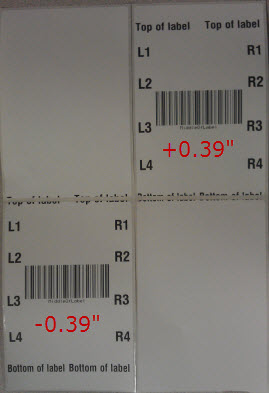 Top of label Top of label
L1 R1
L2 R2
MiddleOfLabel
L3 R3
+0.39"
L4 R4
Bottom of label Bottom of label
Top of label Top of label
L1 R1
L2 R2
MiddleOfLabel
L3 R3
-0.39"
L4 R4
Bottom of label Bottom of label